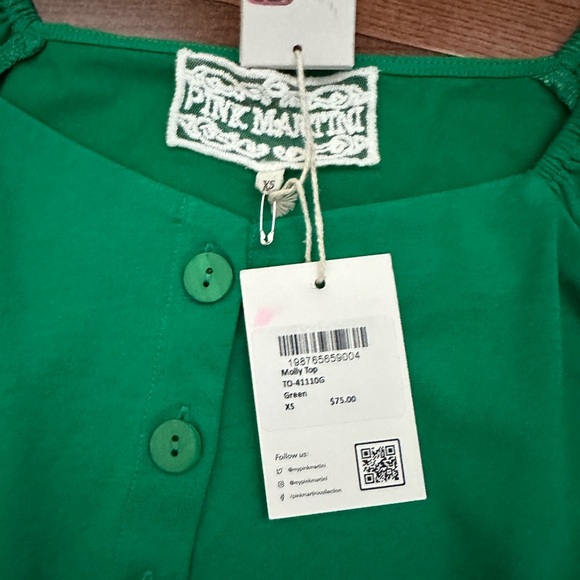 PINK MARTINI
XS
198765659004
Molly Top
TO-41110G
Green
XS $75.00
Follow us:
@mypinkmartini
@mypinkmartini
/pinkmartinicollection